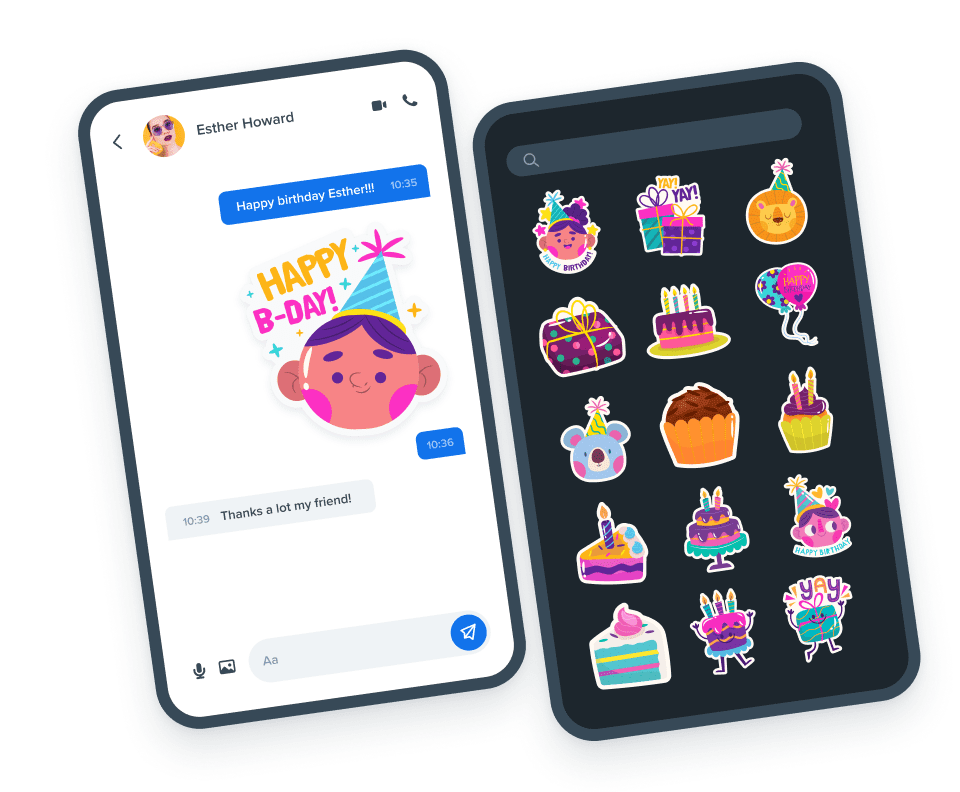 Esther Howard
Happy birthday Esther!!! 10:35
HAPPY
B-DAY!
10:36
10:39 Thanks a lot my friend!
Aa
YAY!
YAY!
HAPPY BIRTHDAY!
HAPPY
HAPPY BIRTHDAY
YAY